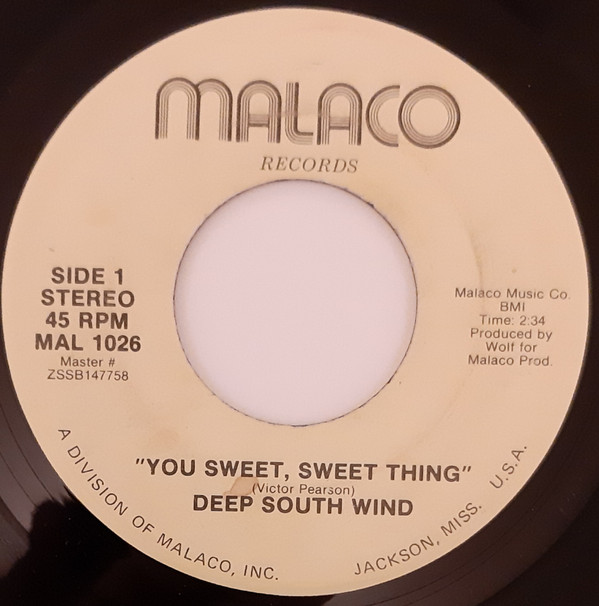 MALACO
RECORDS
SIDE 1
STEREO
45 RPM
MAL 1026
Master #
ZSSB147758
Malaco Music Co.
BMI
Time: 2:34
Produced by
Wolf for
Malaco Prod.
"YOU SWEET, SWEET THING"
(Victor Pearson)
DEEP SOUTH WIND
A DIVISION OF MALACO, INC.
JACKSON, MISS. U.S.A.